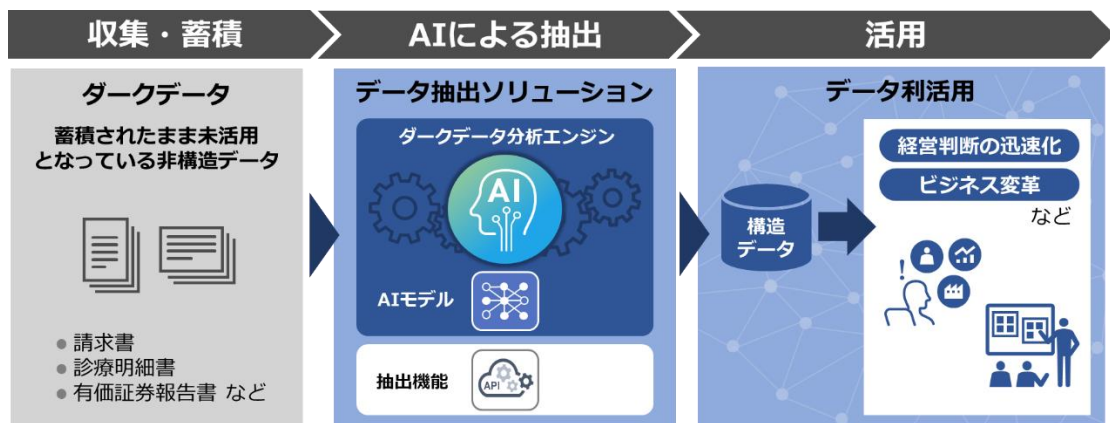 収集・蓄積
AIによる抽出
活用
ダークデータ
蓄積されたまま未活用
となっている非構造データ
● 請求書
● 診療明細書
● 有価証券報告書 など
データ抽出ソリューション
ダークデータ分析エンジン
AI
AIモデル
抽出機能
API
データ利活用
構造
データ
経営判断の迅速化
ビジネス変革
など
!